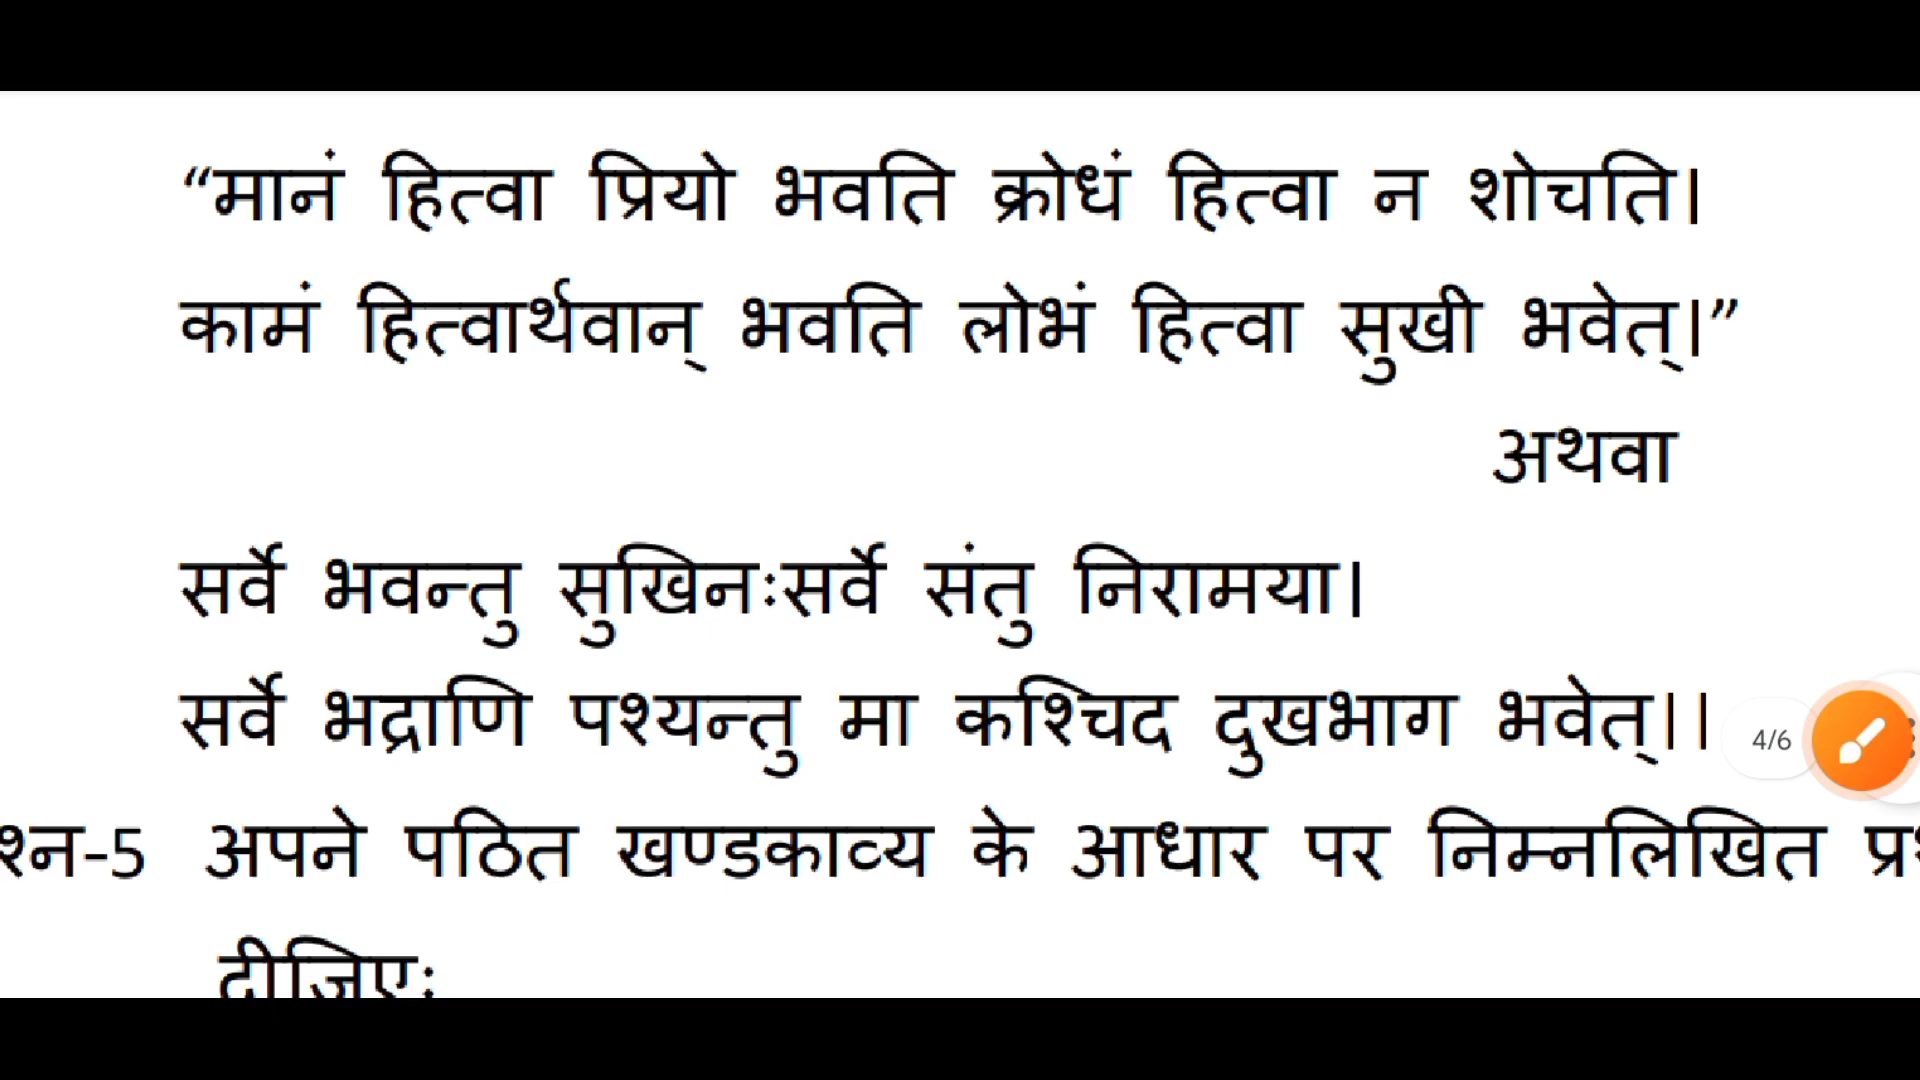 “मानं हित्वा प्रियो भवति क्रोधं हित्वा न शोचति।
कामं हित्वार्थवान् भवति लोभं हित्वा सुखी भवेत्।”
अथवा
सर्वे भवन्तु सुखिनःसर्वे संतु निरामया।
सर्वे भद्राणि पश्यन्तु मा कश्चिद दुखभाग भवेत्।।
4/6
श्न-5 अपने पठित खण्डकाव्य के आधार पर निम्नलिखित
दीजिएः